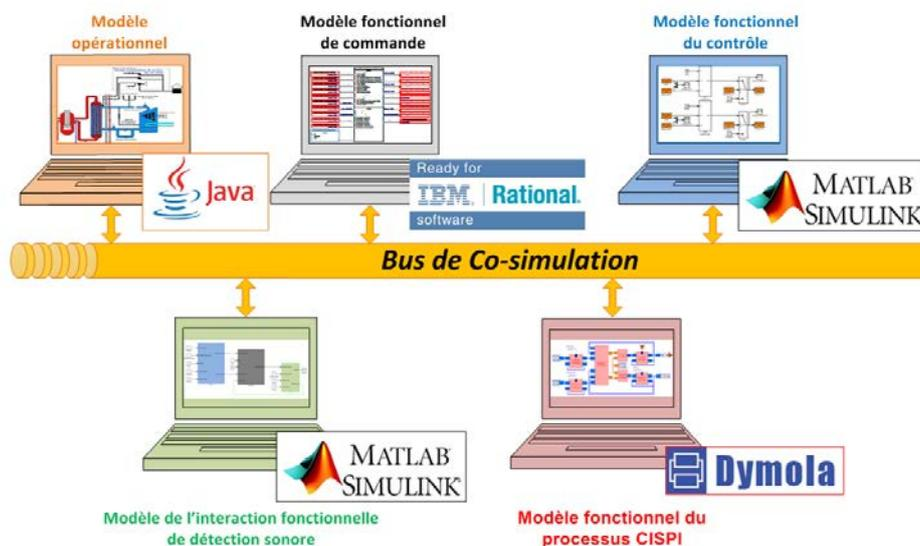 Modèle
opérationnel
Modèle fonctionnel
de commande
Modèle fonctionnel
du contrôle
Java
Ready for
IBM. Rational.
software
MATLAB®
SIMULINK
Bus de Co-simulation
MATLAB®
SIMULINK®
Dymola
Modèle de l'interaction fonctionnelle
de détection sonore
Modèle fonctionnel du
processus CISPI